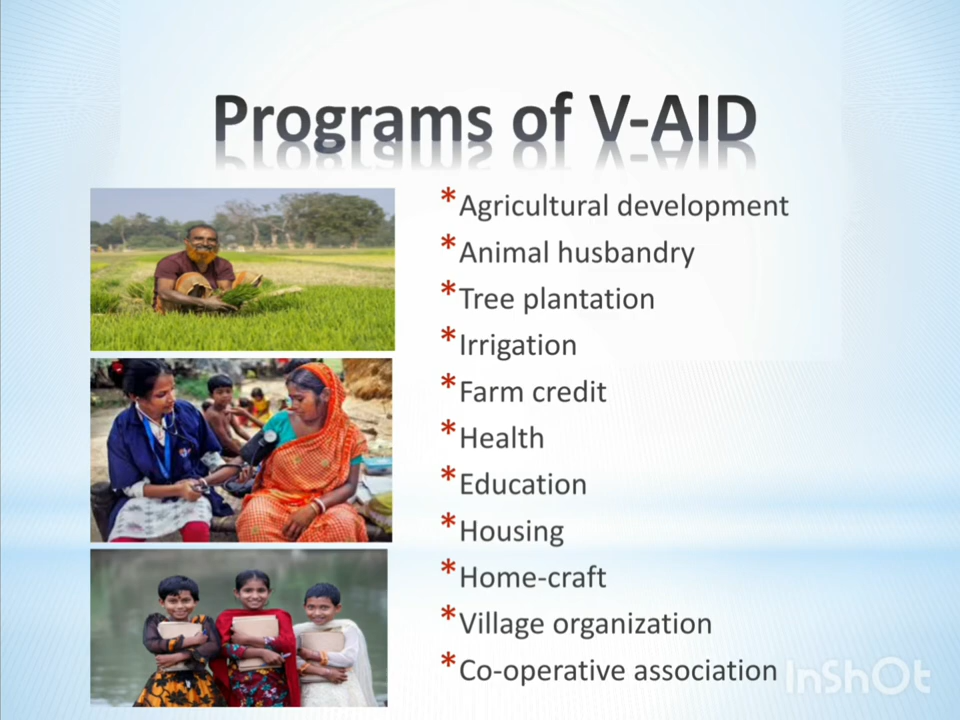 Programs of V-AID
*Agricultural development
*Animal husbandry
*Tree plantation
*Irrigation
*Farm credit
*Health
*Education
*Housing
*Home-craft
*Village organization
*Co-operative association
InShOt